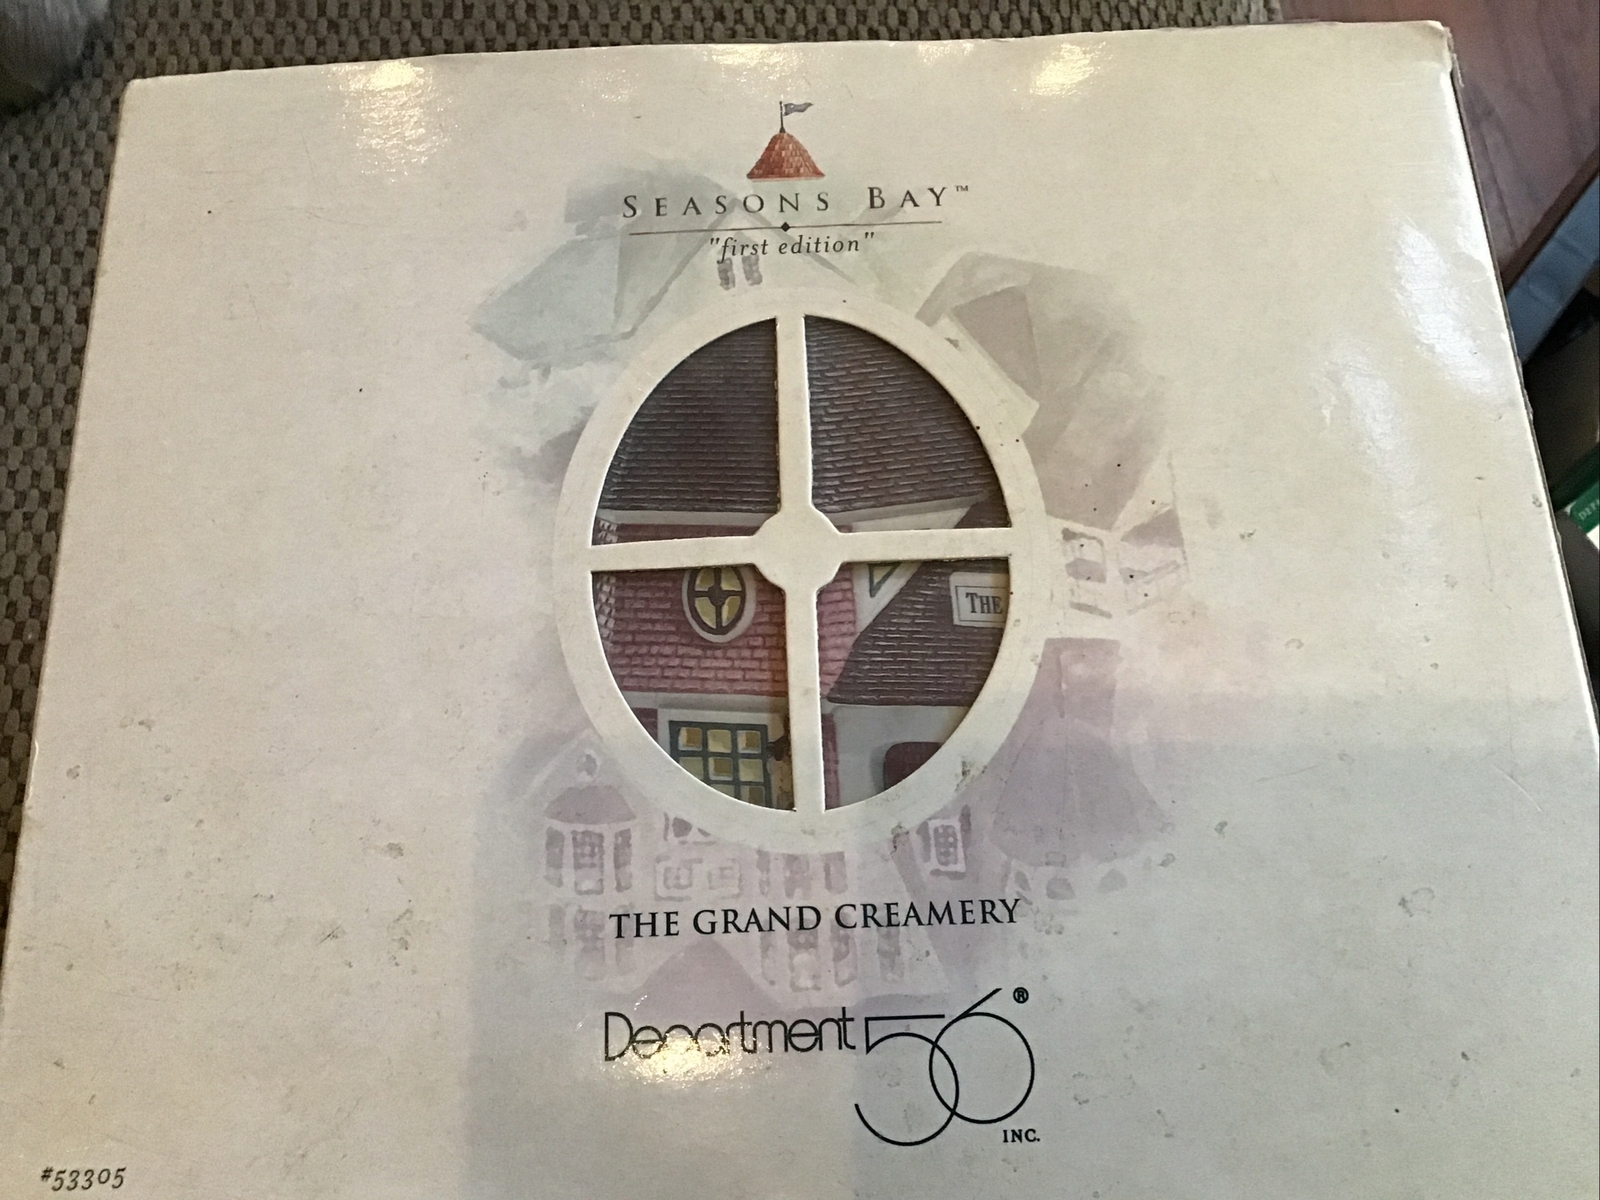 SEASONS BAY™
"first edition"
THE
THE GRAND CREAMERY
Department 56®
INC.
#53305